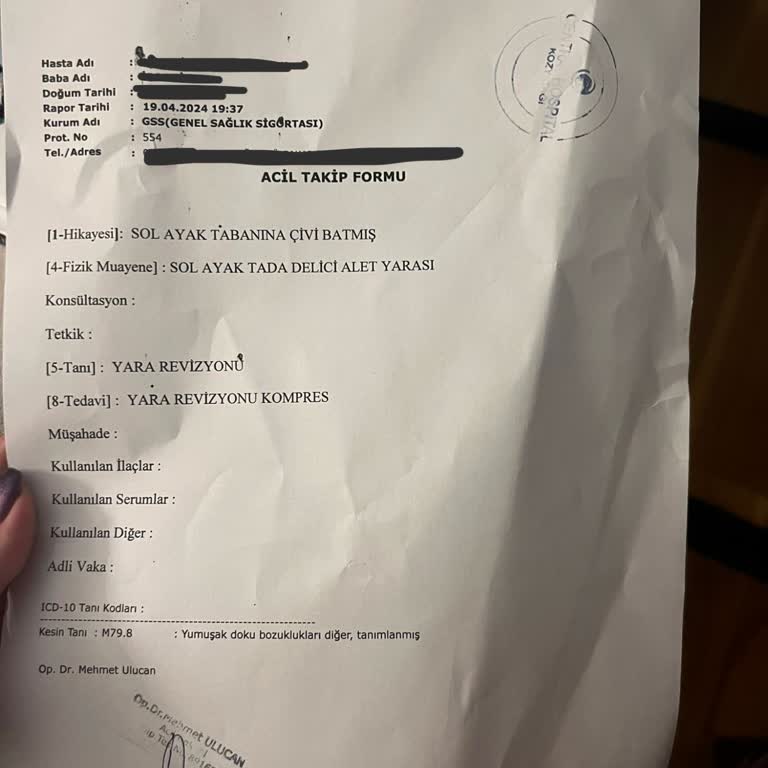 HOSPITAL
Hasta Adı :
Baba Adı :
Doğum Tarihi :
Rapor Tarihi : 19.04.2024 19:37
Kurum Adı : GSS(GENEL SAĞLIK SİGORTASI)
Prot. No : 554
Tel./Adres :
ACİL TAKİP FORMU
[1-Hikayesi]: SOL AYAK TABANINA ÇİVİ BATMIŞ
[4-Fizik Muayene] : SOL AYAK TADA DELİCİ ALET YARASI
Konsültasyon :
Tetkik :
[5-Tanı] : YARA REVİZYONU
[8-Tedavi] : YARA REVİZYONU KOMPRES
Müşahade :
Kullanılan İlaçlar :
Kullanılan Serumlar :
Kullanılan Diğer :
Adli Vaka :
ICD-10 Tanı Kodları :
Kesin Tanı : M79.8 : Yumuşak doku bozuklukları diğer, tanımlanmış
Op. Dr. Mehmet Ulucan
Op.Dr.Mehmet ULUCAN